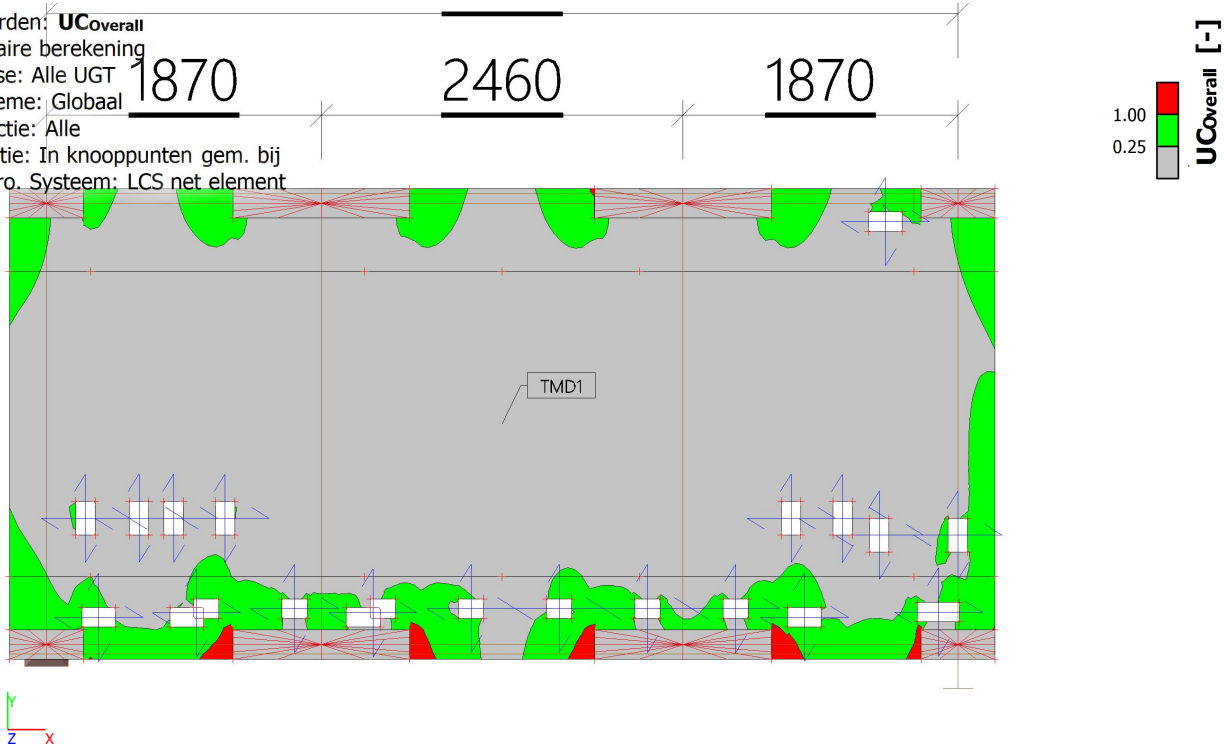 rden: UCOverall
aire berekening
se: Alle UGT
eme: Globaal
ctie: Alle
tie: In knooppunten gem. bij
ro. Systeem: LCS net element
1870 2460 1870
1.00
0.25
UCOverall [-]
TMD1
Y
Z X